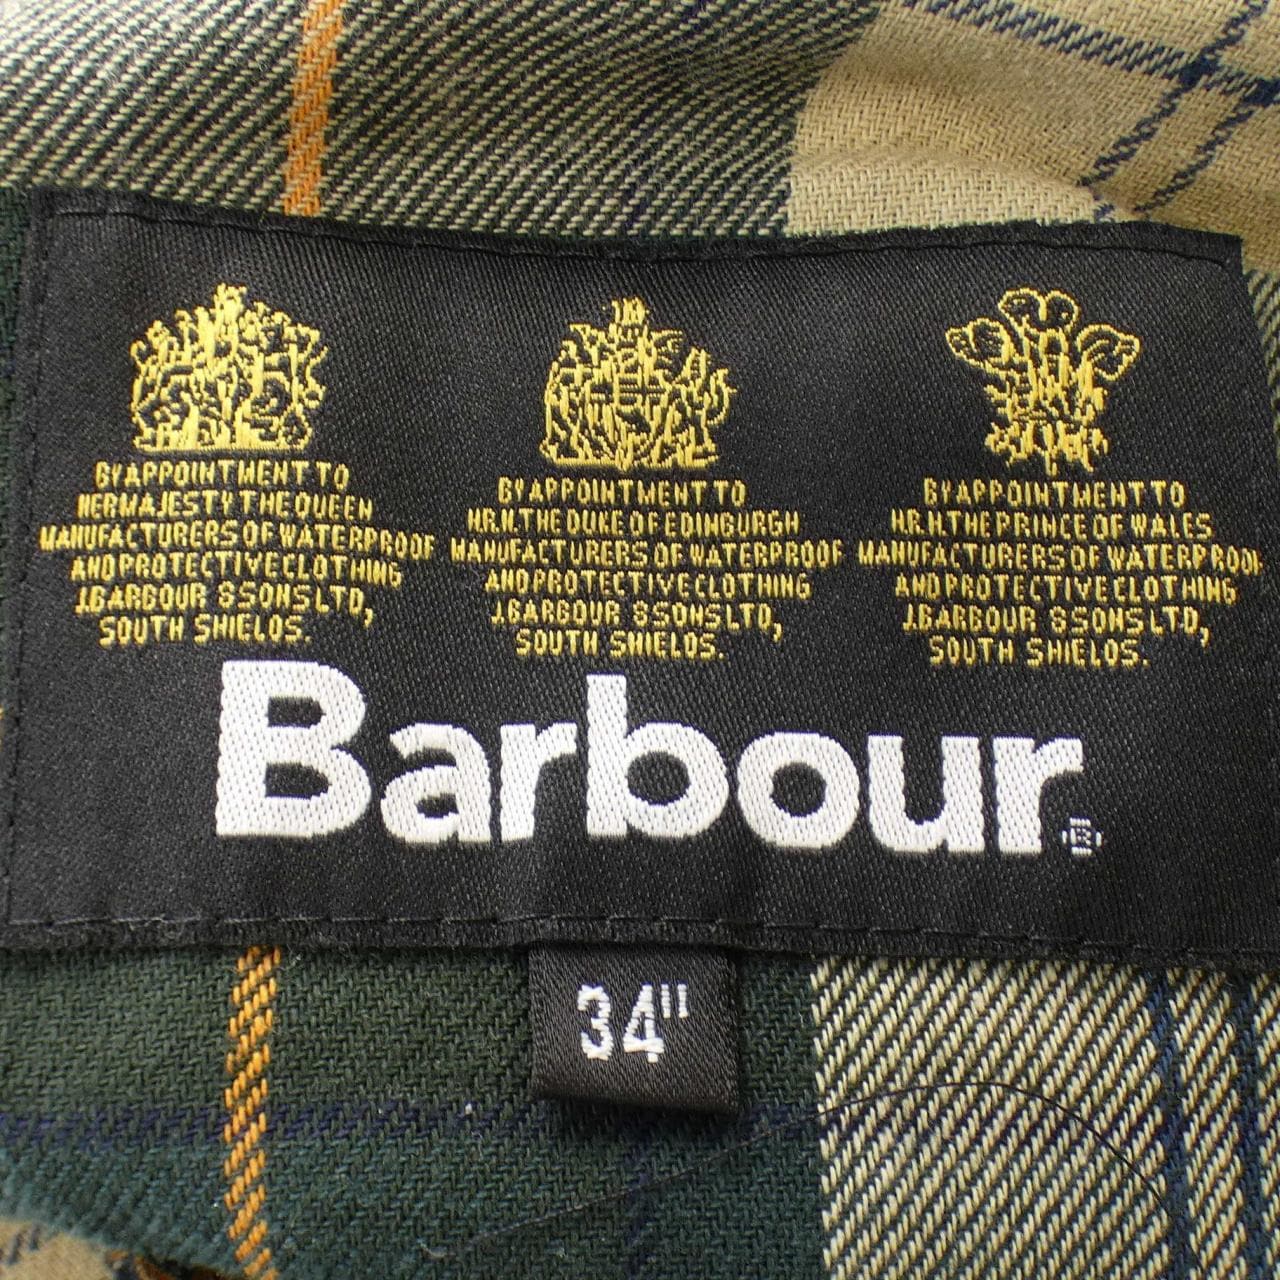 BY APPOINTMENT TO
HER MAJESTY THE QUEEN
MANUFACTURERS OF WATERPROOF
AND PROTECTIVE CLOTHING
J.BARBOUR & SONS LTD,
SOUTH SHIELDS.
BY APPOINTMENT TO
H.R.H. THE DUKE OF EDINBURGH
MANUFACTURERS OF WATERPROOF
AND PROTECTIVE CLOTHING
J.BARBOUR & SONS LTD,
SOUTH SHIELDS.
BY APPOINTMENT TO
H.R.H. THE PRINCE OF WALES
MANUFACTURERS OF WATERPROOF
AND PROTECTIVE CLOTHING
J.BARBOUR & SONS LTD,
SOUTH SHIELDS.
Barbour®
34"